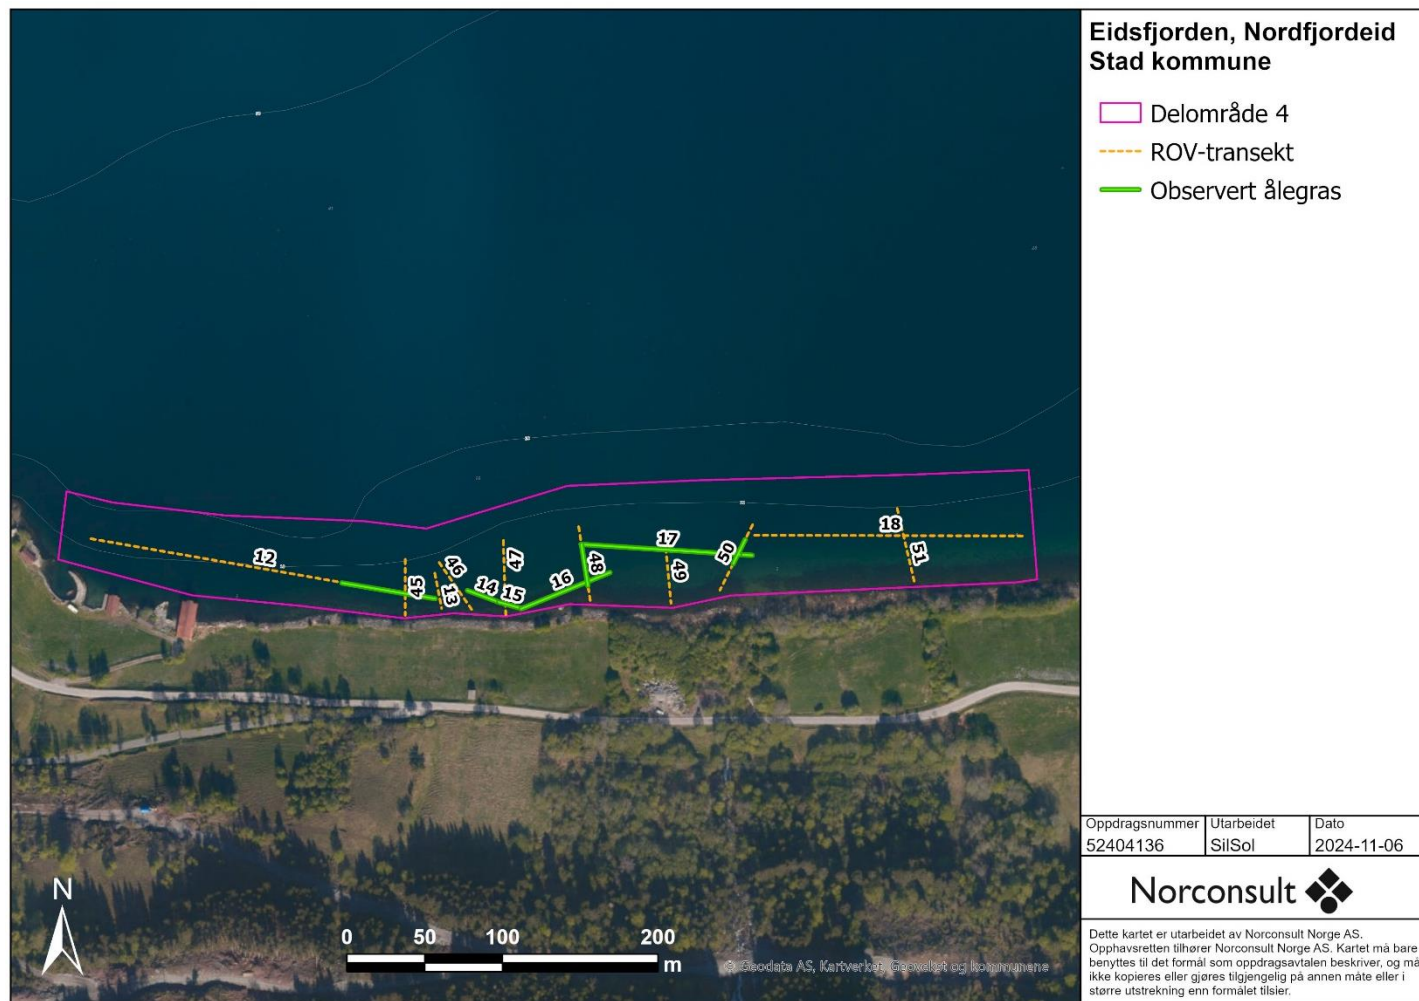 Eidsfjorden, Nordfjordeid
Stad kommune
Delområde 4
ROV-transekt
Observert ålegras
12
45
46
13
14
15
47
16
48
17
49
50
18
51
N
0 50 100 200
m
© Geodata AS, Kartverket, Geovekst og kommunene
Oppdragsnummer Utarbeidet Dato
52404136 SilSol 2024-11-06
Norconsult
Dette kartet er utarbeidet av Norconsult Norge AS.
Opphavsretten tilhører Norconsult Norge AS. Kartet må bare
benyttes til det formål som oppdragsavtalen beskriver, og må
ikke kopieres eller gjøres tilgjengelig på annen måte eller i
større utstrekning enn formålet tilsier.